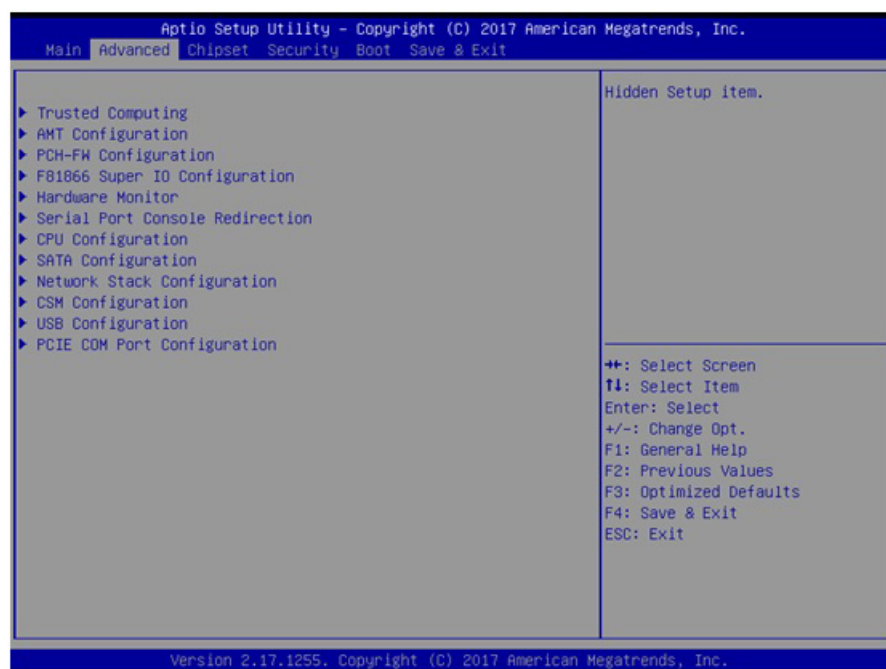 Aptio Setup Utility – Copyright (C) 2017 American Megatrends, Inc.
Main Advanced Chipset Security Boot Save & Exit
Trusted Computing
AMT Configuration
PCH-FW Configuration
F81866 Super IO Configuration
Hardware Monitor
Serial Port Console Redirection
CPU Configuration
SATA Configuration
Network Stack Configuration
CSM Configuration
USB Configuration
PCIE COM Port Configuration
Hidden Setup item.
→←: Select Screen
↑↓: Select Item
Enter: Select
+/-: Change Opt.
F1: General Help
F2: Previous Values
F3: Optimized Defaults
F4: Save & Exit
ESC: Exit
Version 2.17.1255. Copyright (C) 2017 American Megatrends, Inc.